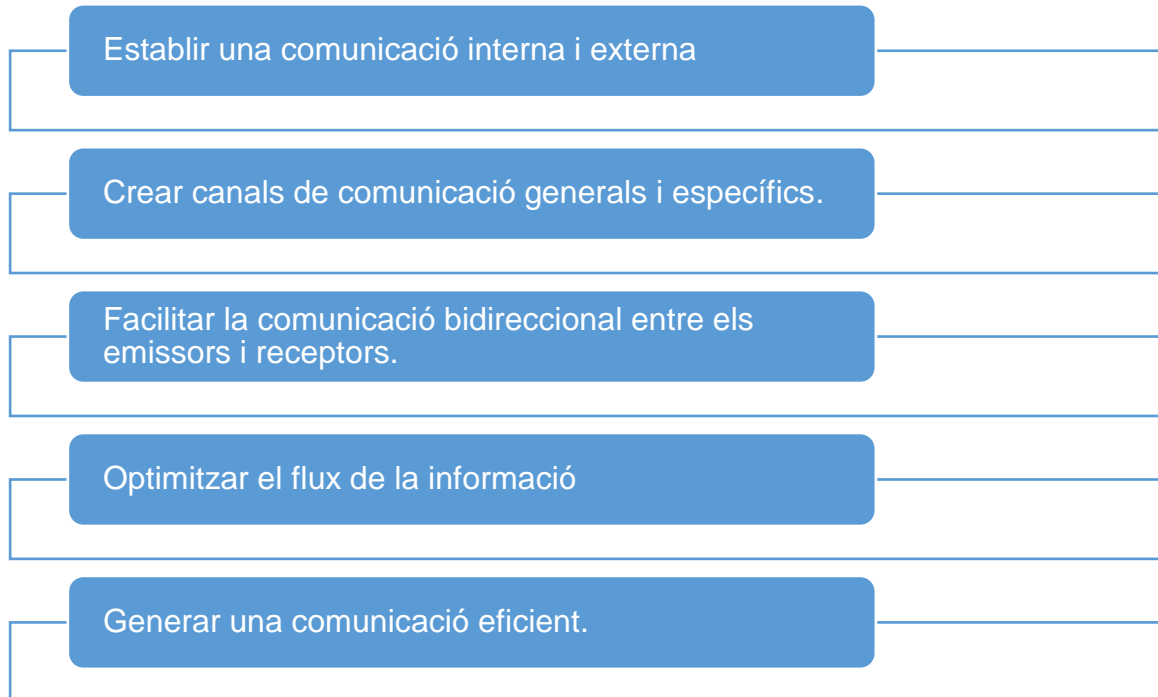 Establir una comunicació interna i externa
Crear canals de comunicació generals i específics.
Facilitar la comunicació bidireccional entre els
emissors i receptors.
Optimitzar el flux de la informació
Generar una comunicació eficient.